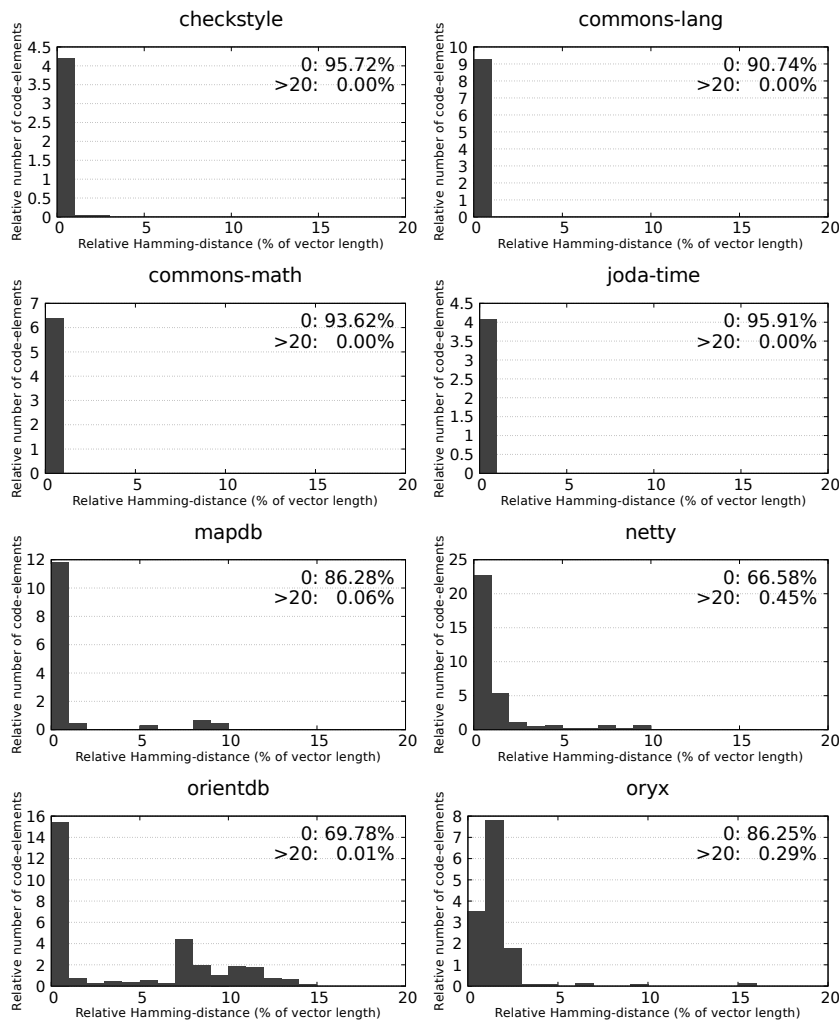 checkstyle
Relative number of code-elements
4.5
4
3.5
3
2.5
2
1.5
1
0.5
0
0: 95.72%
>20: 0.00%
0 5 10 15 20
Relative Hamming-distance (% of vector length)
commons-lang
Relative number of code-elements
10
9
8
7
6
5
4
3
2
1
0
0: 90.74%
>20: 0.00%
0 5 10 15 20
Relative Hamming-distance (% of vector length)
commons-math
Relative number of code-elements
7
6
5
4
3
2
1
0
0: 93.62%
>20: 0.00%
0 5 10 15 20
Relative Hamming-distance (% of vector length)
joda-time
Relative number of code-elements
4.5
4
3.5
3
2.5
2
1.5
1
0.5
0
0: 95.91%
>20: 0.00%
0 5 10 15 20
Relative Hamming-distance (% of vector length)
mapdb
Relative number of code-elements
12
10
8
6
4
2
0
0: 86.28%
>20: 0.06%
0 5 10 15 20
Relative Hamming-distance (% of vector length)
netty
Relative number of code-elements
25
20
15
10
5
0
0: 66.58%
>20: 0.45%
0 5 10 15 20
Relative Hamming-distance (% of vector length)
orientdb
Relative number of code-elements
16
14
12
10
8
6
4
2
0
0: 69.78%
>20: 0.01%
0 5 10 15 20
Relative Hamming-distance (% of vector length)
oryx
Relative number of code-elements
8
7
6
5
4
3
2
1
0
0: 86.25%
>20: 0.29%
0 5 10 15 20
Relative Hamming-distance (% of vector length)